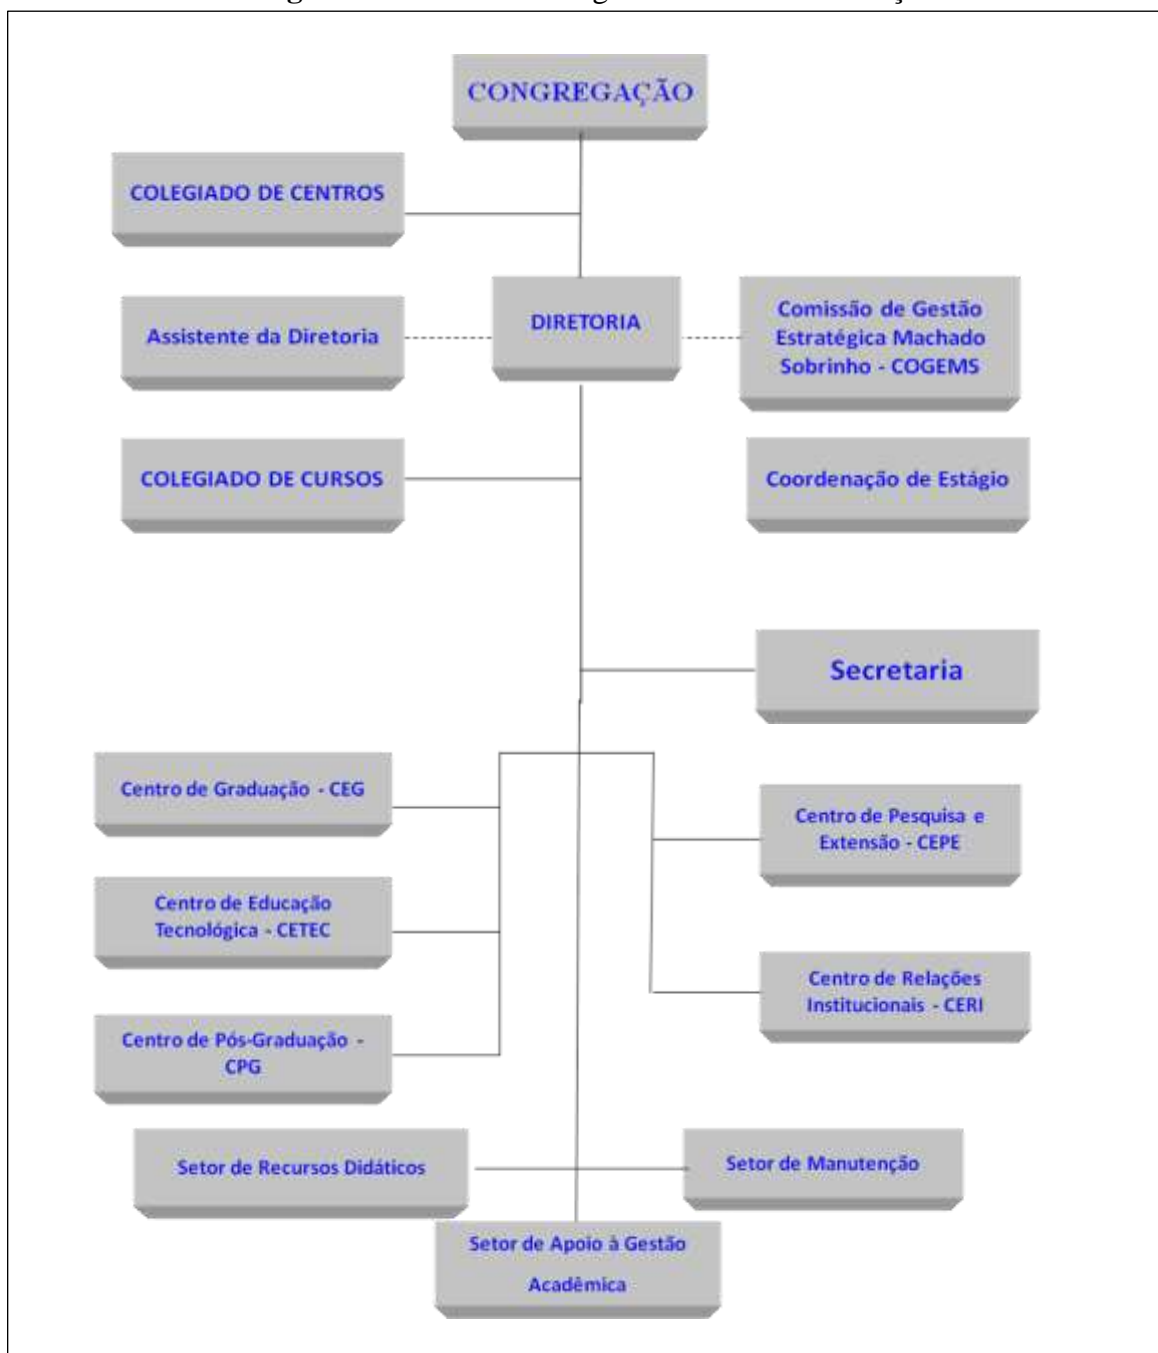 CONGREGAÇÃO
COLEGIADO DE CENTROS
DIRETORIA
Assistente da Diretoria
Comissão de Gestão
Estratégica Machado
Sobrinho - COGEMS
COLEGIADO DE CURSOS
Coordenação de Estágio
Secretaria
Centro de Graduação - CEG
Centro de Pesquisa e
Extensão - CEPE
Centro de Educação
Tecnológica - CETEC
Centro de Relações
Institucionais - CERI
Centro de Pós-Graduação -
CPG
Setor de Recursos Didáticos
Setor de Manutenção
Setor de Apoio à Gestão
Acadêmica